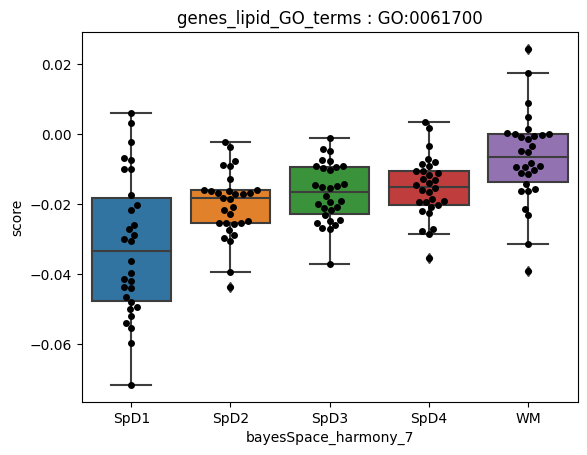 genes_lipid_GO_terms : GO:0061700
score
0.02
0.00
−0.02
−0.04
−0.06
SpD1 SpD2 SpD3 SpD4 WM
bayesSpace_harmony_7